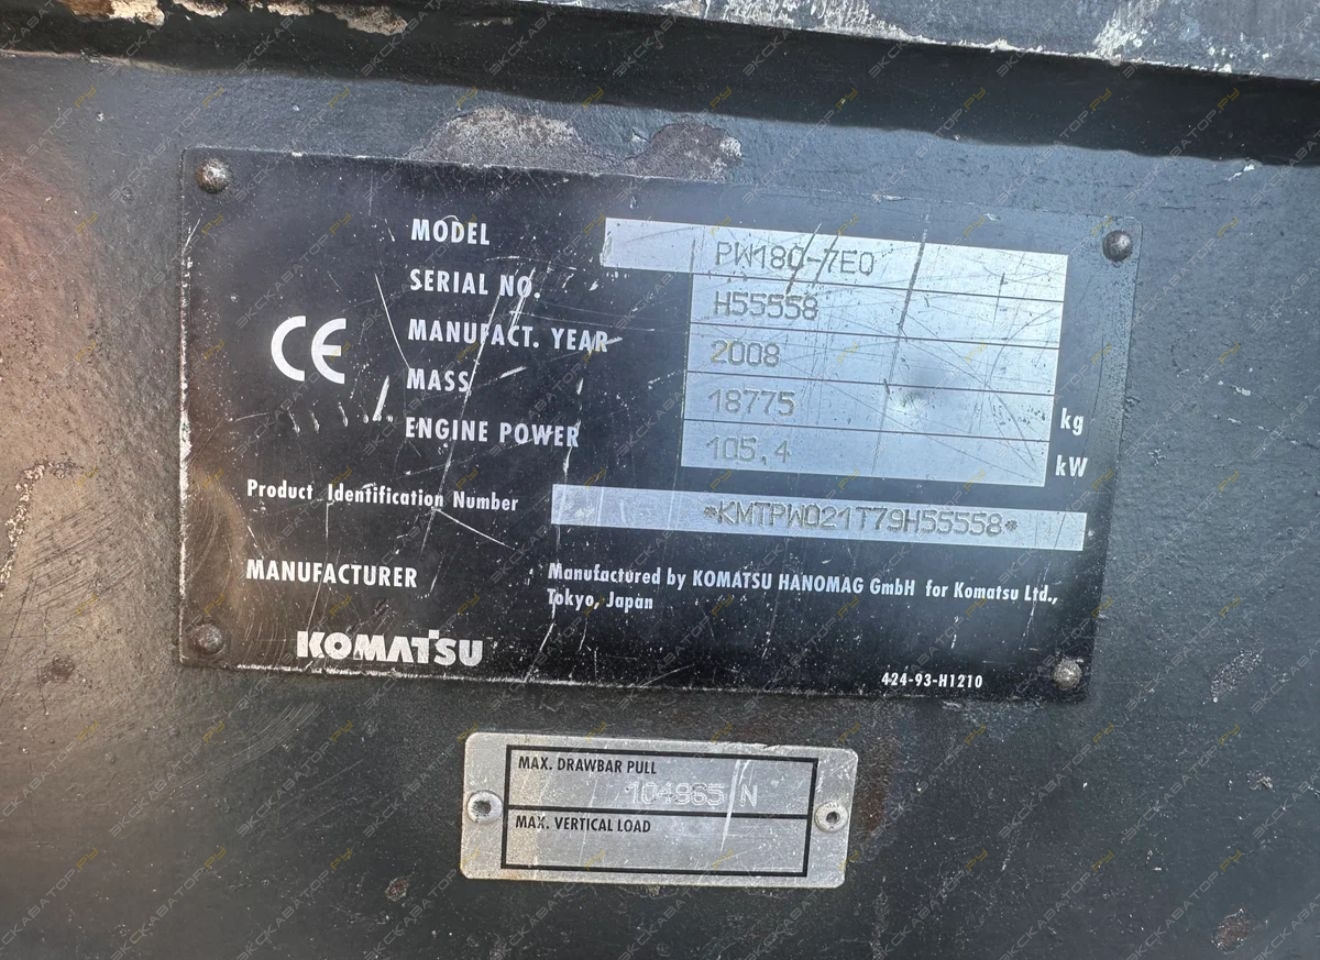 MODEL PW180-7E0
SERIAL NO. H55558
MANUFACT. YEAR 2008
MASS 18775 kg
ENGINE POWER 105,4 kW
CE
Product Identification Number *KMTPW021T79H55558*
MANUFACTURER Manufactured by KOMATSU HANOMAG GmbH for Komatsu Ltd.,
Tokyo, Japan
KOMATSU
424-93-H1210
MAX. DRAWBAR PULL
104865 N
MAX. VERTICAL LOAD
ЭКСКАВАТОР.РУ